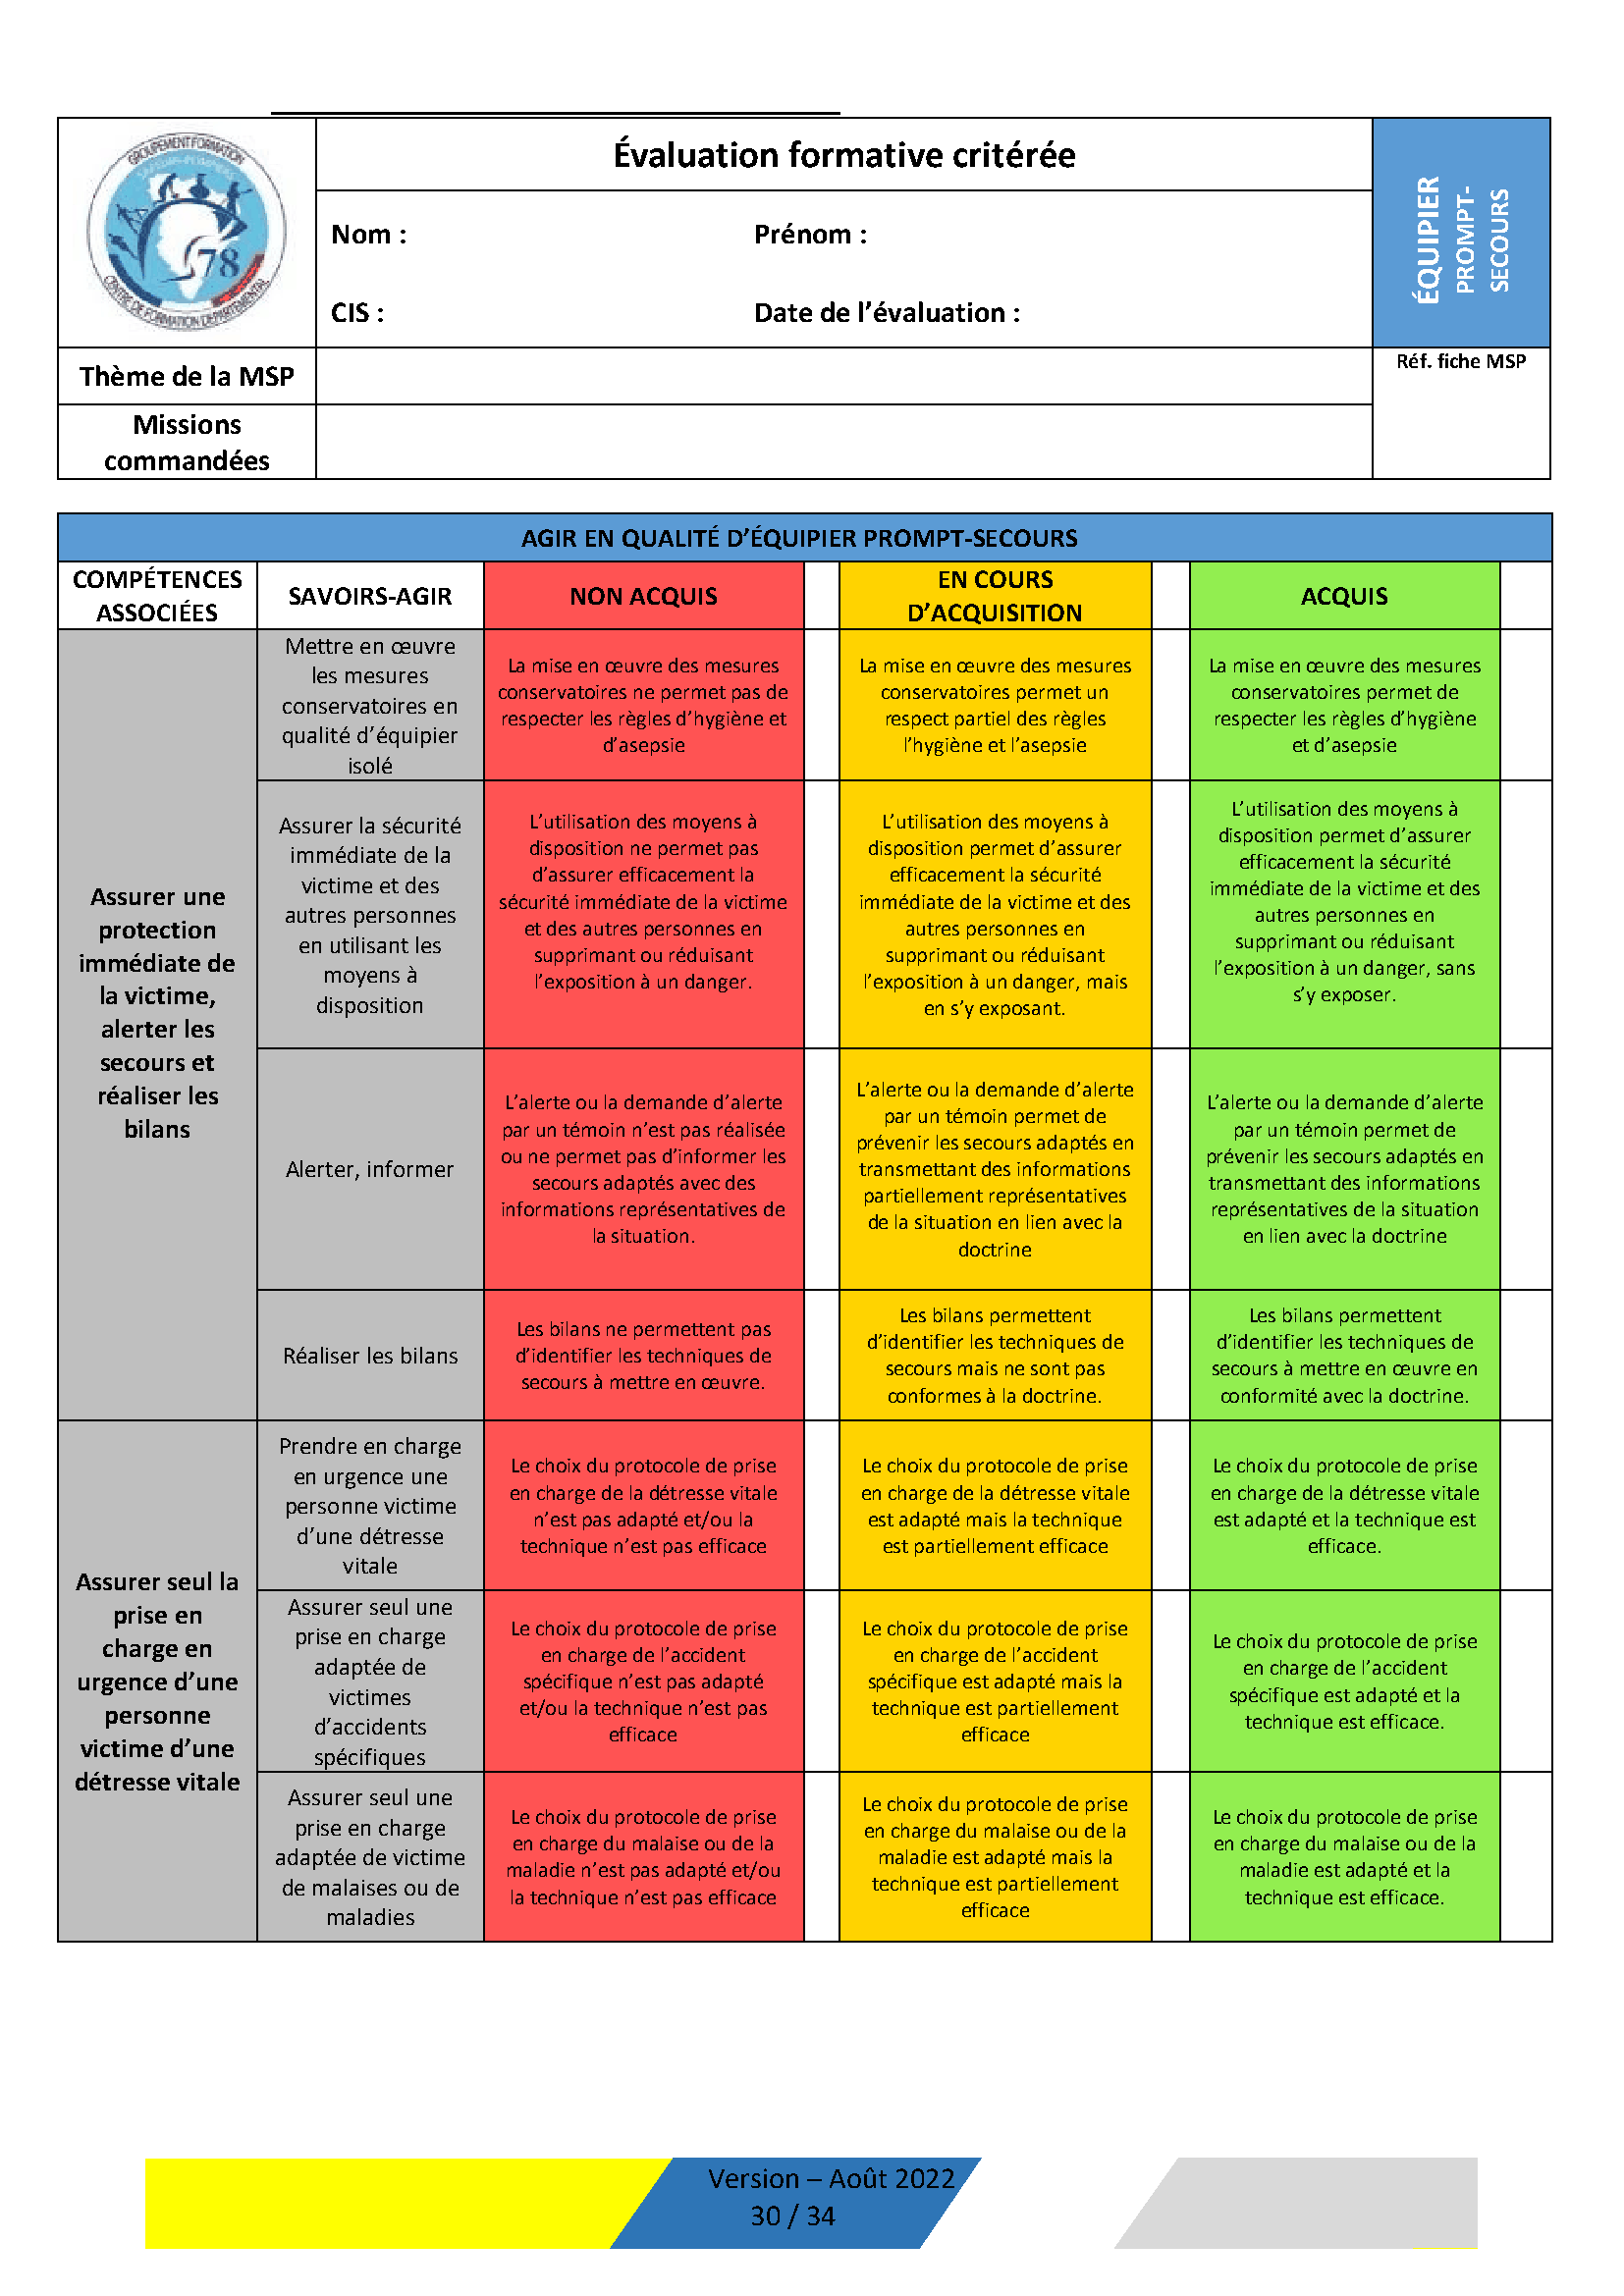 GROUPEMENT FORMATION
SAPEURS-POMPIERS
78
CENTRE DE FORMATION DEPARTEMENTAL
Évaluation formative critérée
Nom :
Prénom :
CIS :
Date de l’évaluation :
ÉQUIPIER
PROMPT-
SECOURS
Thème de la MSP
Réf. fiche MSP
Missions
commandées
AGIR EN QUALITÉ D’ÉQUIPIER PROMPT-SECOURS
COMPÉTENCES
ASSOCIÉES
SAVOIRS-AGIR
NON ACQUIS
EN COURS
D’ACQUISITION
ACQUIS
Assurer une
protection
immédiate de
la victime,
alerter les
secours et
réaliser les
bilans
Mettre en œuvre
les mesures
conservatoires en
qualité d’équipier
isolé
La mise en œuvre des mesures
conservatoires ne permet pas de
respecter les règles d’hygiène et
d’asepsie
La mise en œuvre des mesures
conservatoires permet un
respect partiel des règles
l’hygiène et l’asepsie
La mise en œuvre des mesures
conservatoires permet de
respecter les règles d’hygiène
et d’asepsie
Assurer la sécurité
immédiate de la
victime et des
autres personnes
en utilisant les
moyens à
disposition
L’utilisation des moyens à
disposition ne permet pas
d’assurer efficacement la
sécurité immédiate de la victime
et des autres personnes en
supprimant ou réduisant
l’exposition à un danger.
L’utilisation des moyens à
disposition permet d’assurer
efficacement la sécurité
immédiate de la victime et des
autres personnes en
supprimant ou réduisant
l’exposition à un danger, mais
en s’y exposant.
L’utilisation des moyens à
disposition permet d’assurer
efficacement la sécurité
immédiate de la victime et des
autres personnes en
supprimant ou réduisant
l’exposition à un danger, sans
s’y exposer.
Alerter, informer
L’alerte ou la demande d’alerte
par un témoin n’est pas réalisée
ou ne permet pas d’informer les
secours adaptés avec des
informations représentatives de
la situation.
L’alerte ou la demande d’alerte
par un témoin permet de
prévenir les secours adaptés en
transmettant des informations
partiellement représentatives
de la situation en lien avec la
doctrine
L’alerte ou la demande d’alerte
par un témoin permet de
prévenir les secours adaptés en
transmettant des informations
représentatives de la situation
en lien avec la doctrine
Réaliser les bilans
Les bilans ne permettent pas
d’identifier les techniques de
secours à mettre en œuvre.
Les bilans permettent
d’identifier les techniques de
secours mais ne sont pas
conformes à la doctrine.
Les bilans permettent
d’identifier les techniques de
secours à mettre en œuvre en
conformité avec la doctrine.
Assurer seul la
prise en
charge en
urgence d’une
personne
victime d’une
détresse vitale
Prendre en charge
en urgence une
personne victime
d’une détresse
vitale
Le choix du protocole de prise
en charge de la détresse vitale
n’est pas adapté et/ou la
technique n’est pas efficace
Le choix du protocole de prise
en charge de la détresse vitale
est adapté mais la technique
est partiellement efficace
Le choix du protocole de prise
en charge de la détresse vitale
est adapté et la technique est
efficace.
Assurer seul une
prise en charge
adaptée de
victimes
d’accidents
spécifiques
Le choix du protocole de prise
en charge de l’accident
spécifique n’est pas adapté
et/ou la technique n’est pas
efficace
Le choix du protocole de prise
en charge de l’accident
spécifique est adapté mais la
technique est partiellement
efficace
Le choix du protocole de prise
en charge de l’accident
spécifique est adapté et la
technique est efficace.
Assurer seul une
prise en charge
adaptée de victime
de malaises ou de
maladies
Le choix du protocole de prise
en charge du malaise ou de la
maladie n’est pas adapté et/ou
la technique n’est pas efficace
Le choix du protocole de prise
en charge du malaise ou de la
maladie est adapté mais la
technique est partiellement
efficace
Le choix du protocole de prise
en charge du malaise ou de la
maladie est adapté et la
technique est efficace.
Version – Août 2022
30 / 34